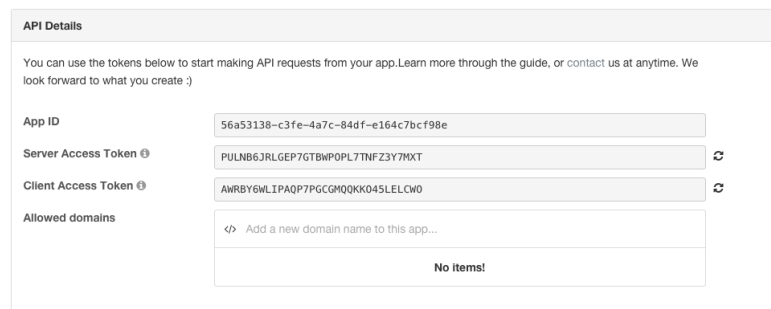 API Details
You can use the tokens below to start making API requests from your app.Learn more through the guide, or contact us at anytime. We
look forward to what you create :)
App ID
56a53138-c3fe-4a7c-84df-e164c7bcf98e
Server Access Token
PULNB6JRLGEP7GTBWPOPL7TNFZ3Y7MXT
Client Access Token
AWRBY6WLIPAQP7PGCGMQQKKO45LELCWO
Allowed domains
</> Add a new domain name to this app...
No items!